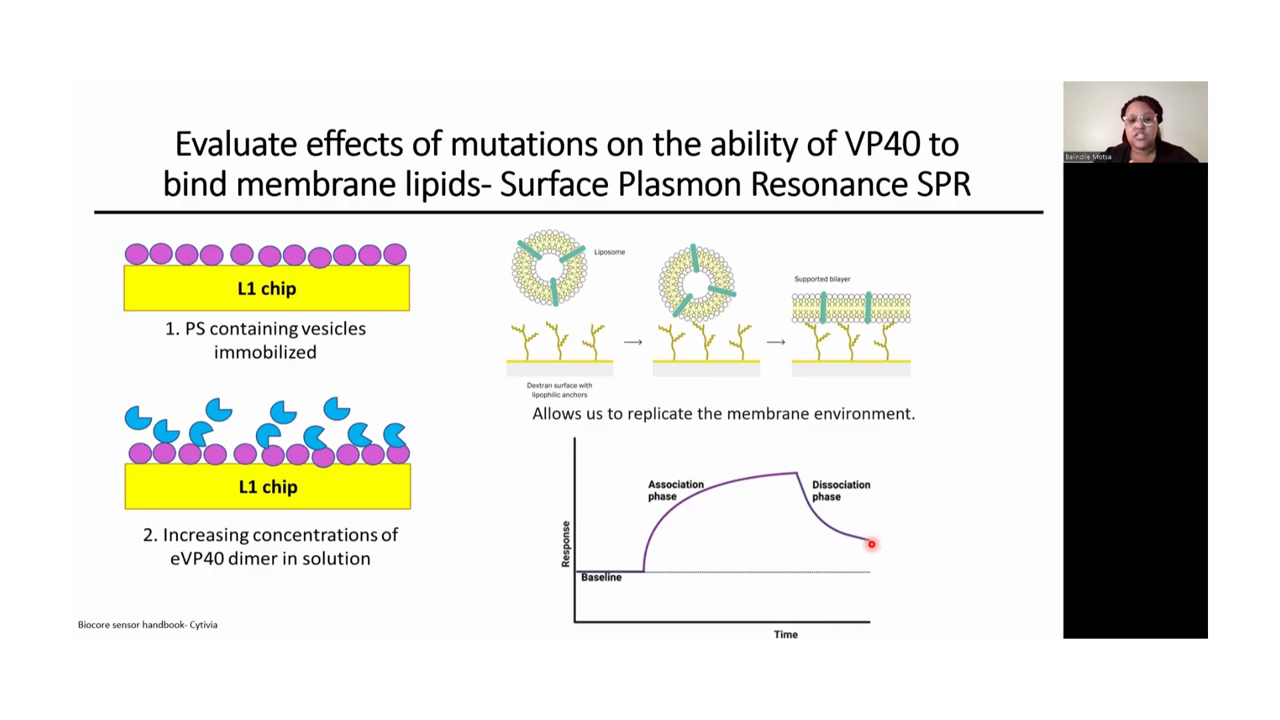 Evaluate effects of mutations on the ability of VP40 to
bind membrane lipids- Surface Plasmon Resonance SPR
L1 chip
1. PS containing vesicles
immobilized
L1 chip
2. Increasing concentrations of
eVP40 dimer in solution
Biocore sensor handbook- Cytivia
Liposome
Supported bilayer
Dextran surface with
lipophilic anchors
Allows us to replicate the membrane environment.
Association
phase
Dissociation
phase
Response
Baseline
Time
Balindile Motsa